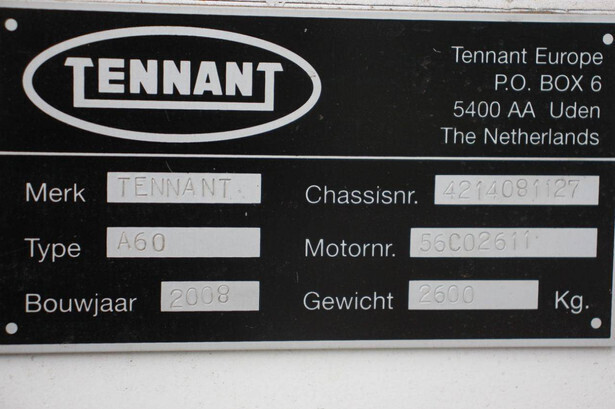 TENNANT
Tennant Europe
P.O. BOX 6
5400 AA Uden
The Netherlands
Merk TENNANT Chassisnr. 4214081127
Type A60 Motornr. 56C02611
Bouwjaar 2008 Gewicht 2600 Kg.